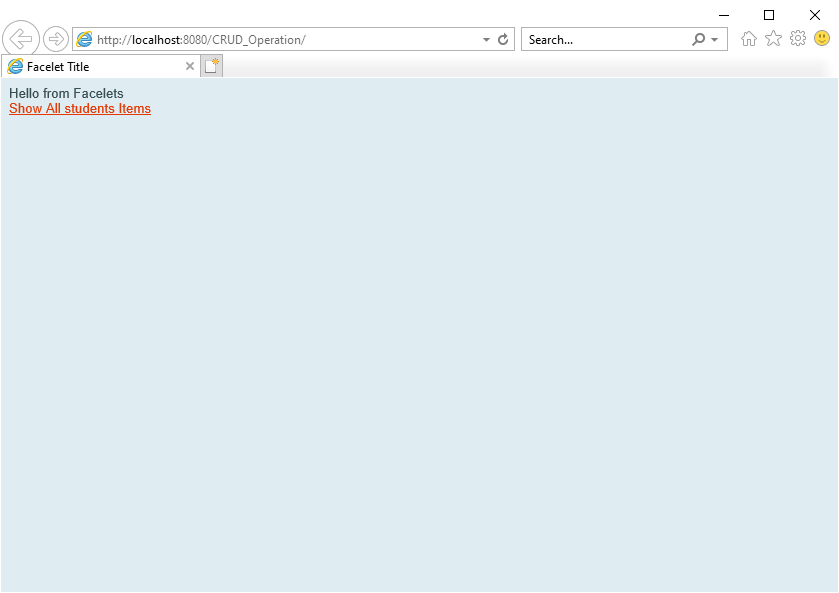 http://localhost:8080/CRUD_Operation/
Search...
Facelet Title
Hello from Facelets
Show All students Items